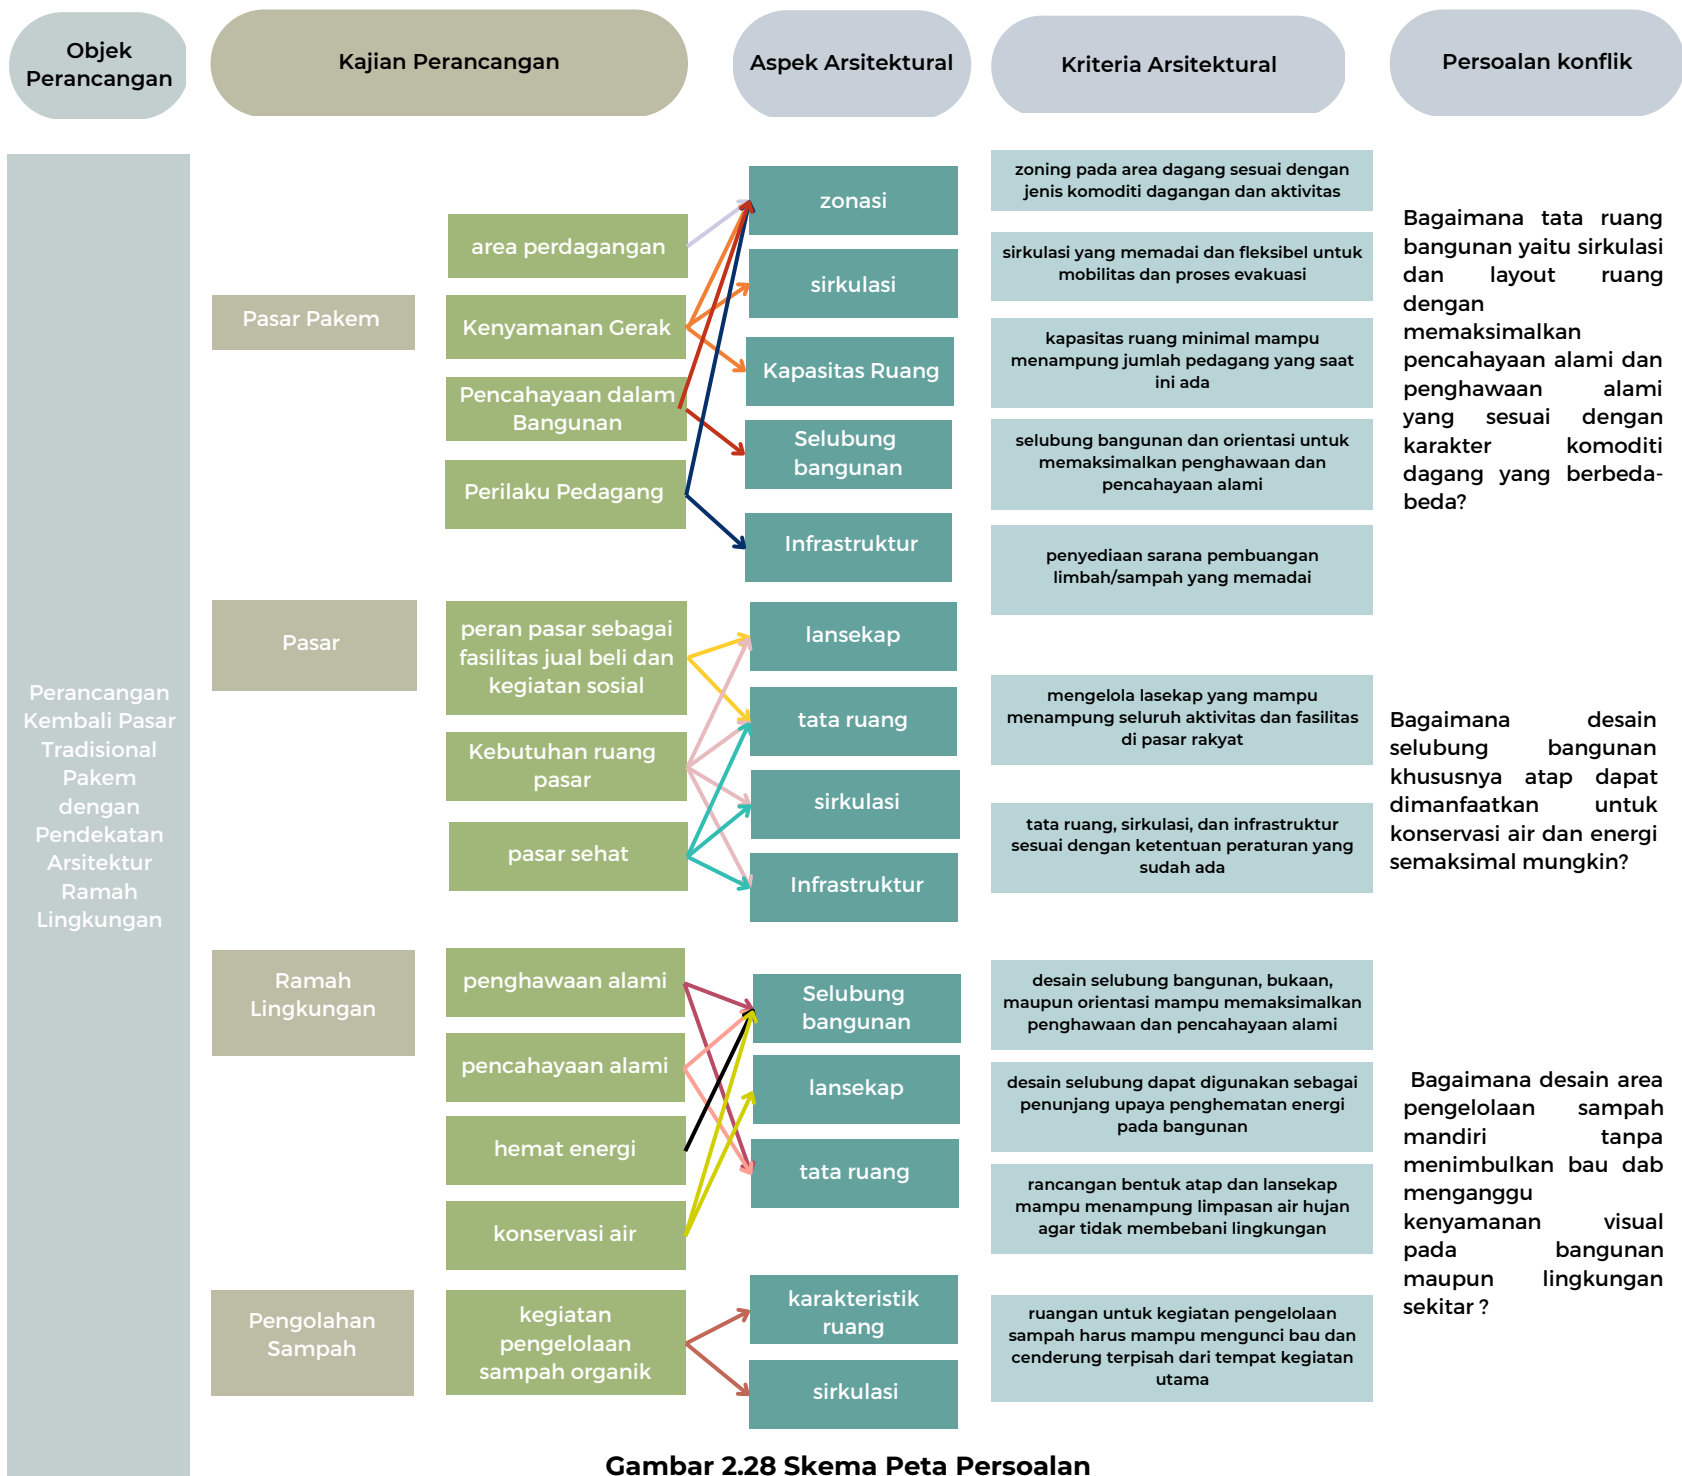 Objek
Perancangan
Kajian Perancangan
Aspek Arsitektural
Kriteria Arsitektural
Persoalan konflik
Perancangan
Kembali Pasar
Tradisional
Pakem
dengan
Pendekatan
Arsitektur
Ramah
Lingkungan
Pasar Pakem
area perdagangan
Kenyamanan Gerak
Pencahayaan dalam
Bangunan
Perilaku Pedagang
zonasi
sirkulasi
Kapasitas Ruang
Selubung
bangunan
Infrastruktur
zoning pada area dagang sesuai dengan
jenis komoditi dagangan dan aktivitas
sirkulasi yang memadai dan fleksibel untuk
mobilitas dan proses evakuasi
kapasitas ruang minimal mampu
menampung jumlah pedagang yang saat
ini ada
selubung bangunan dan orientasi untuk
memaksimalkan penghawaan dan
pencahayaan alami
penyediaan sarana pembuangan
limbah/sampah yang memadai
Bagaimana tata ruang
bangunan yaitu sirkulasi
dan layout ruang
dengan
memaksimalkan
pencahayaan alami dan
penghawaan alami
yang sesuai dengan
karakter komoditi
dagang yang berbeda-
beda?
Pasar
peran pasar sebagai
fasilitas jual beli dan
kegiatan sosial
Kebutuhan ruang
pasar
pasar sehat
lansekap
tata ruang
sirkulasi
Infrastruktur
mengelola lasekap yang mampu
menampung seluruh aktivitas dan fasilitas
di pasar rakyat
tata ruang, sirkulasi, dan infrastruktur
sesuai dengan ketentuan peraturan yang
sudah ada
Bagaimana desain
selubung bangunan
khususnya atap dapat
dimanfaatkan untuk
konservasi air dan energi
semaksimal mungkin?
Ramah
Lingkungan
penghawaan alami
pencahayaan alami
hemat energi
konservasi air
Selubung
bangunan
lansekap
tata ruang
desain selubung bangunan, bukaan,
maupun orientasi mampu memaksimalkan
penghawaan dan pencahayaan alami
desain selubung dapat digunakan sebagai
penunjang upaya penghematan energi
pada bangunan
rancangan bentuk atap dan lansekap
mampu menampung limpasan air hujan
agar tidak membebani lingkungan
Bagaimana desain area
pengelolaan sampah
mandiri tanpa
menimbulkan bau dab
menganggu
kenyamanan visual
pada bangunan
maupun lingkungan
sekitar ?
Pengolahan
Sampah
kegiatan
pengelolaan
sampah organik
karakteristik
ruang
sirkulasi
ruangan untuk kegiatan pengelolaan
sampah harus mampu mengunci bau dan
cenderung terpisah dari tempat kegiatan
utama
Gambar 2.28 Skema Peta Persoalan